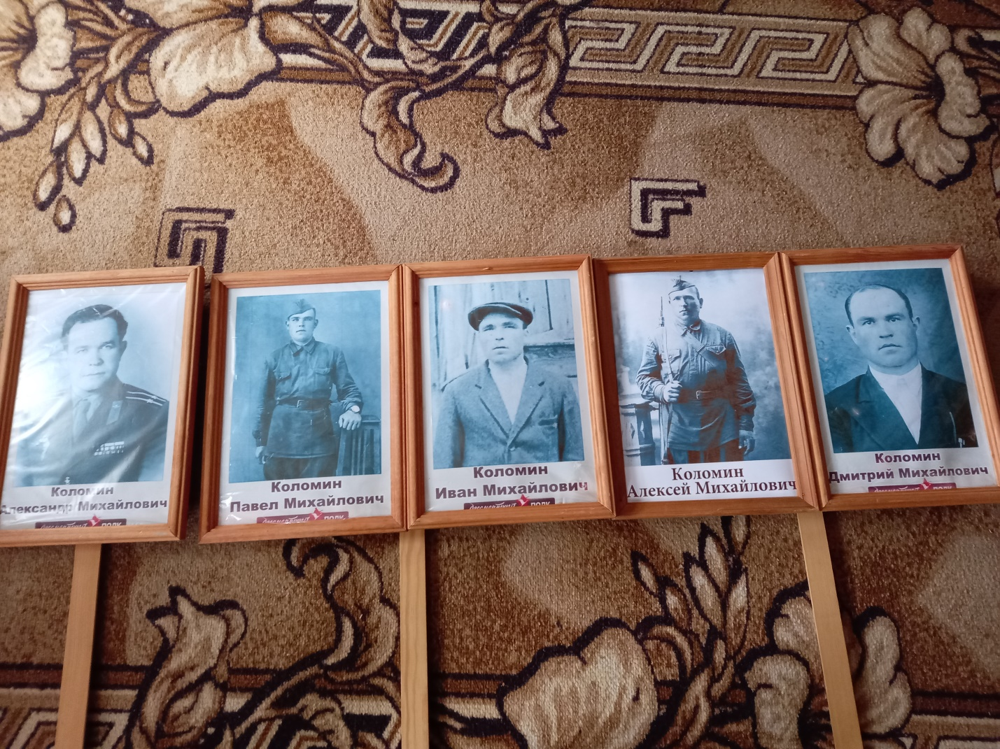 Коломин
Александр Михайлович
бессмертный полк
Коломин
Павел Михайлович
бессмертный полк
Коломин
Иван Михайлович
бессмертный полк
Коломин
Алексей Михайлович
Коломин
Дмитрий Михайлович
бессмертный полк